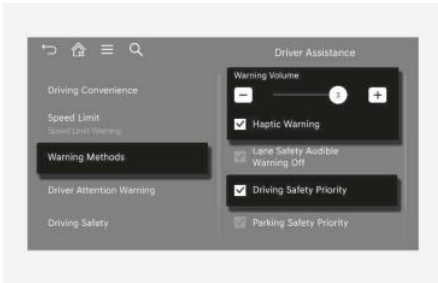 Driver Assistance
Driving Convenience
Speed Limit
Speed Limit Warning
Warning Methods
Driver Attention Warning
Driving Safety
Warning Volume
3
Haptic Warning
Lane Safety Audible
Warning Off
Driving Safety Priority
Parking Safety Priority